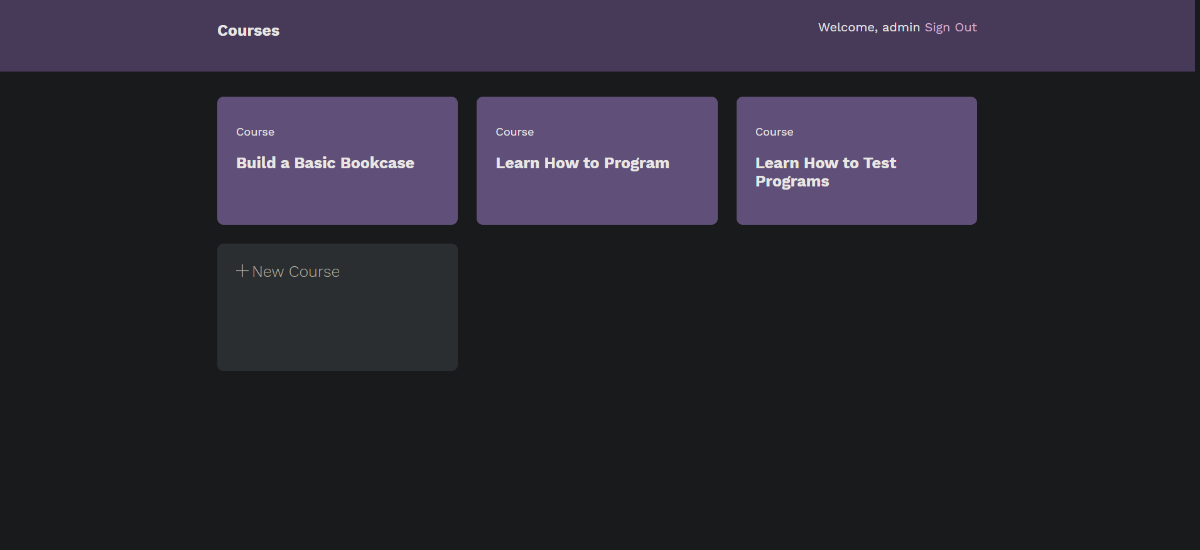 Courses
Welcome, admin Sign Out
Course
Build a Basic Bookcase
Course
Learn How to Program
Course
Learn How to Test
Programs
+ New Course